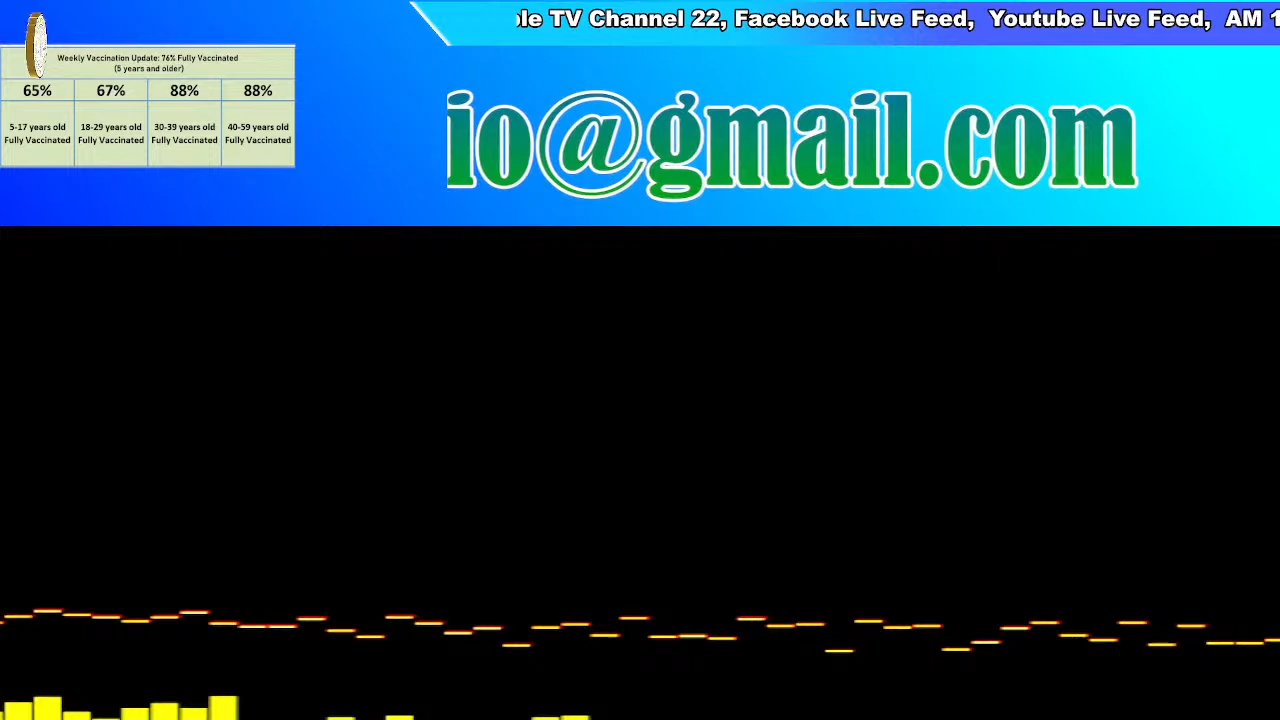 TV Channel 22, Facebook Live Feed, Youtube Live Feed, AM
Weekly Vaccination Update: 76% Fully Vaccinated
(5 years and older)
65% 67% 88% 88%
5-17 years old 18-29 years old 30-39 years old 40-59 years old
Fully Vaccinated Fully Vaccinated Fully Vaccinated Fully Vaccinated
io@gmail.com